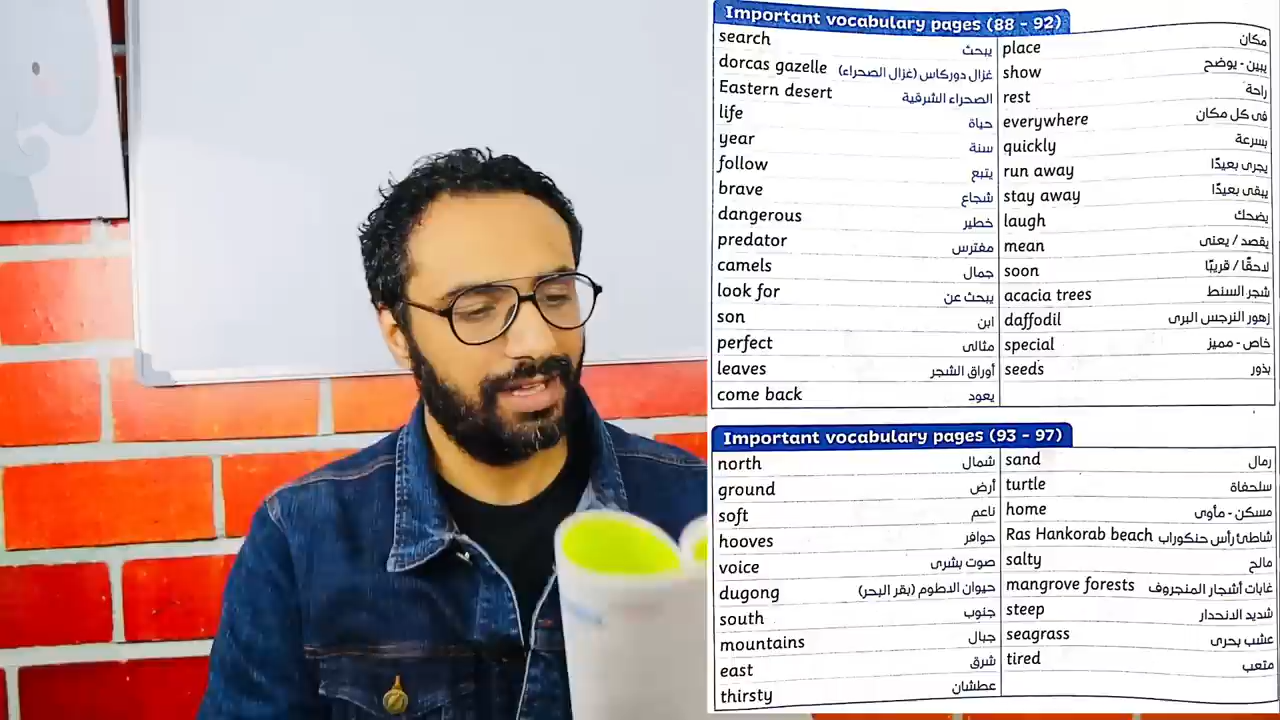 Important vocabulary pages (88 - 92)
search يبحث
dorcas gazelle غزال دوركاس (غزال الصحراء)
Eastern desert الصحراء الشرقية
life حياة
year سنة
follow يتبع
brave شجاع
dangerous خطير
predator مفترس
camels جمال
look for يبحث عن
son ابن
perfect مثالى
leaves أوراق الشجر
come back يعود
place مكان
show يبين - يوضح
rest راحة
everywhere فى كل مكان
quickly بسرعة
run away يجرى بعيدًا
stay away يبقى بعيدًا
laugh يضحك
mean يقصد / يعنى
soon لاحقًا / قريبًا
acacia trees شجر السنط
daffodil زهور النرجس البرى
special خاص - مميز
seeds بذور
Important vocabulary pages (93 - 97)
north شمال
ground أرض
soft ناعم
hooves حوافر
voice صوت بشرى
dugong حيوان الاطوم (بقر البحر)
south جنوب
mountains جبال
east شرق
thirsty عطشان
sand رمال
turtle سلحفاة
home مسكن - مأوى
Ras Hankorab beach شاطئ رأس حنكوراب
salty مالح
mangrove forests غابات أشجار المنجروف
steep شديد الانحدار
seagrass عشب بحرى
tired متعب